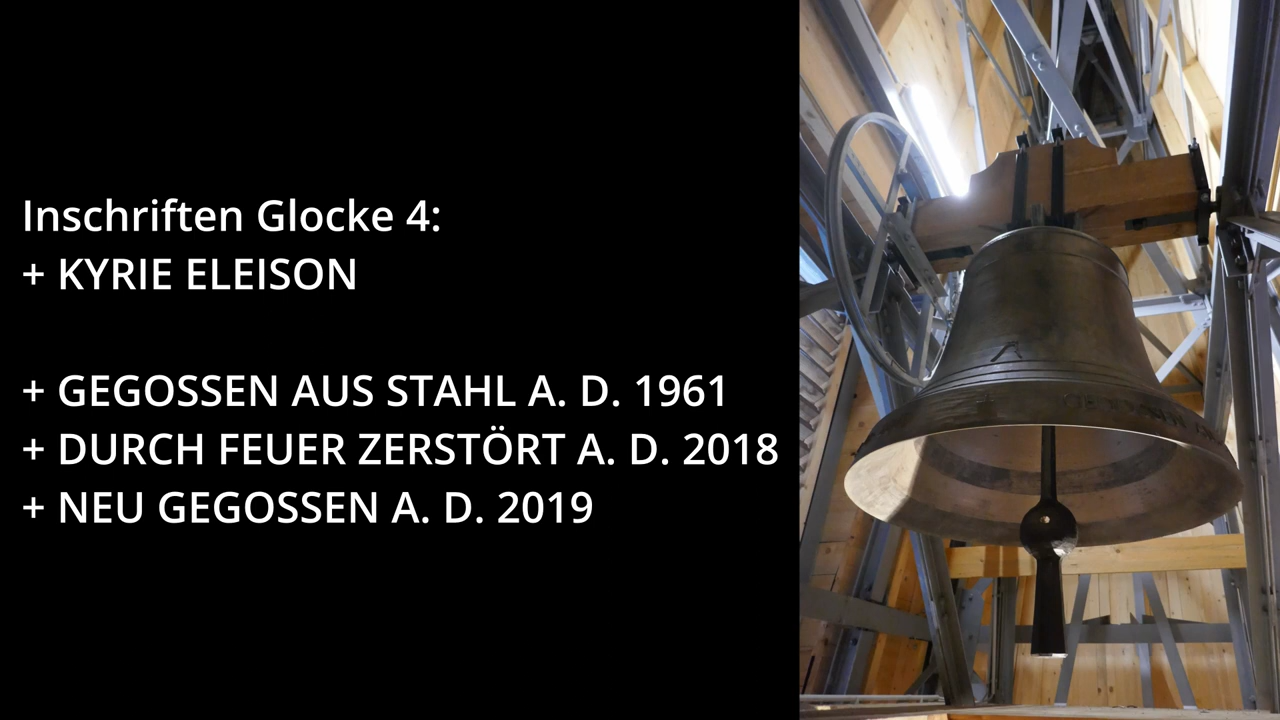 Inschriften Glocke 4:
+ KYRIE ELEISON
+ GEGOSSEN AUS STAHL A. D. 1961
+ DURCH FEUER ZERSTÖRT A. D. 2018
+ NEU GEGOSSEN A. D. 2019